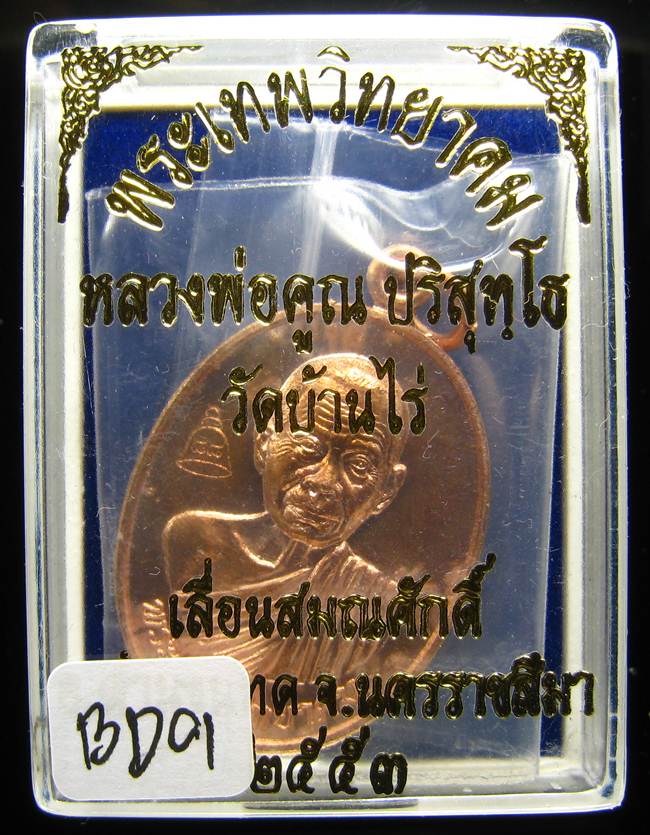 พระเทพวิทยาคม
หลวงพ่อคูณ ปริสุทฺโธ
วัดบ้านไร่
เลื่อนสมณศักดิ์
จ.นครราชสีมา
๒๕๕๓
BD91